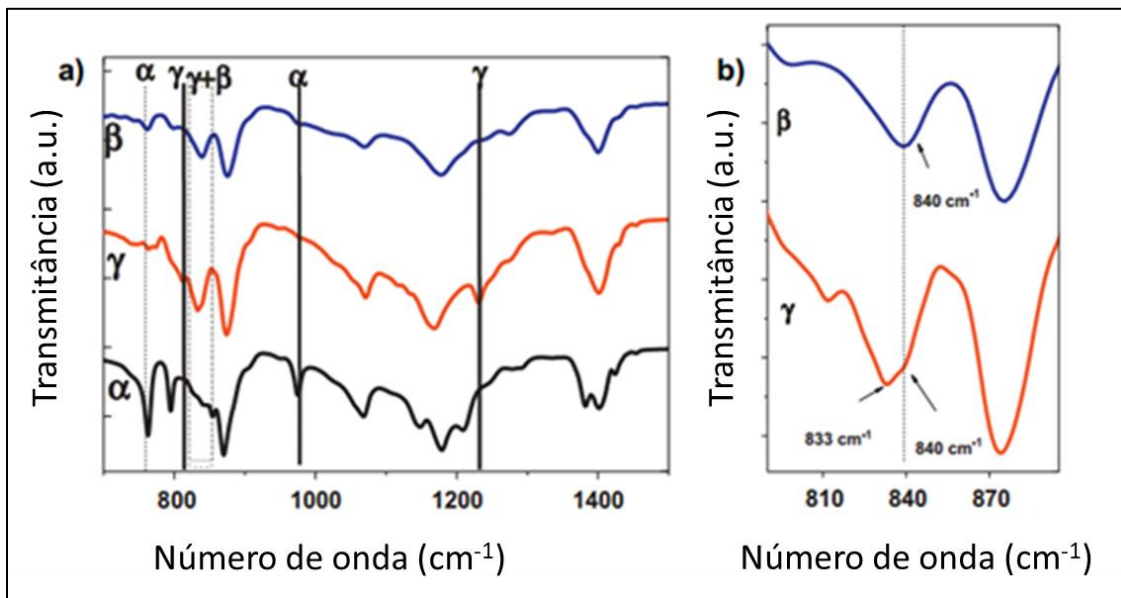 a)
α γ γ+β α γ
β
γ
α
Transmitância (a.u.)
800 1000 1200 1400
Número de onda (cm⁻¹)
b)
β
840 cm⁻¹
γ
833 cm⁻¹ 840 cm⁻¹
Transmitância (a.u.)
810 840 870
Número de onda (cm⁻¹)